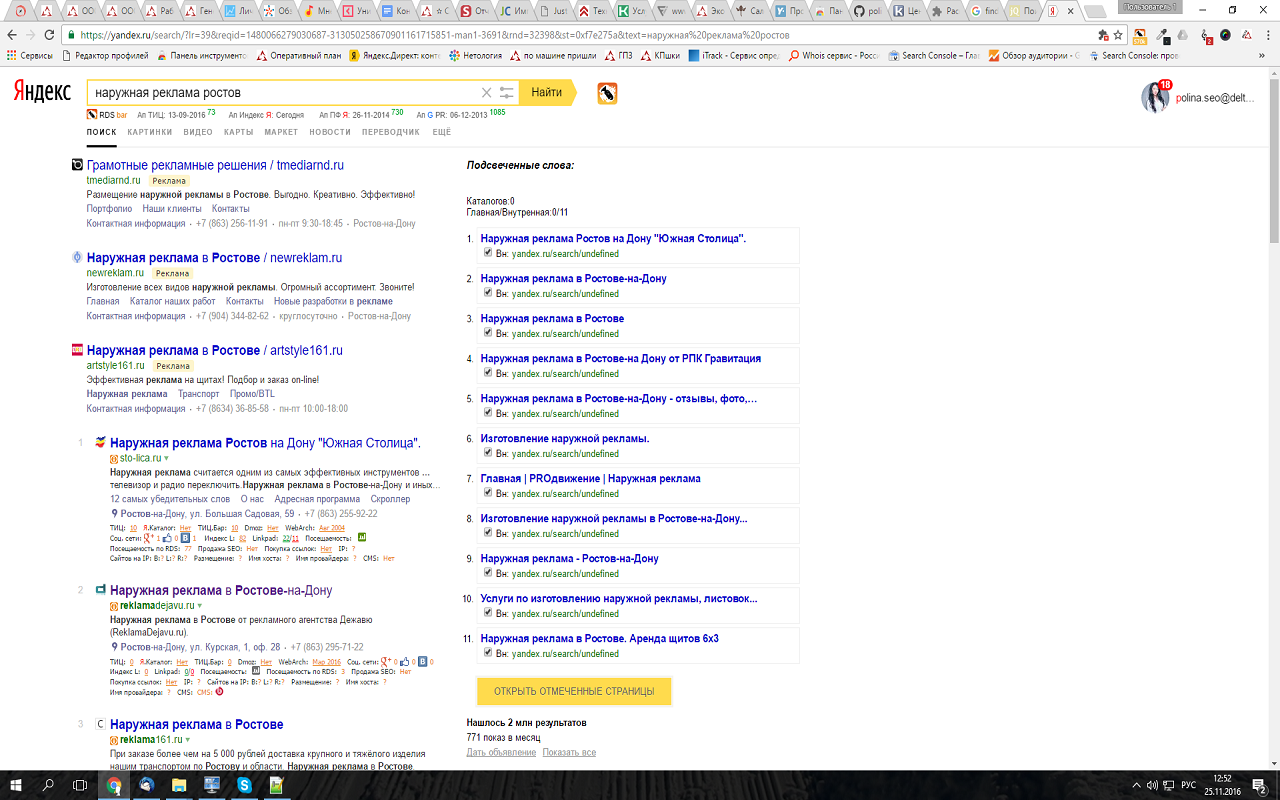 ОО
ОО
Раб
Ген
Ли
Об
Мн
Уни
Кон
☆ С
Отч
Им
Just
Тех
Усл
ww
Эко
Сал
Пр
Пан
poli
Це
Рас
find
Пои
Пользователь 1
https://yandex.ru/search/?lr=39&reqid=1480066279030687-313050258670901161715851-man1-3691&rnd=32398&st=0xf7e275a&text=наружная%20реклама%20ростов
Сервисы
Редактор профилей
Панель инструменто
Оперативный план
Яндекс.Директ: конт
Нетология
по машине пришли
ГПЗ
КПшки
iTrack - Сервис опред
Whois сервис - Росси
Search Console – Глав
Обзор аудитории - G
Search Console: пров
Яндекс
наружная реклама ростов
Найти
18
polina.seo@delt...
RDS bar Ап ТИЦ: 13-09-2016 73 Ап Индекс Я: Сегодня Ап ПФ Я: 26-11-2014 730 Ап G PR: 06-12-2013 1085
ПОИСК КАРТИНКИ ВИДЕО КАРТЫ МАРКЕТ НОВОСТИ ПЕРЕВОДЧИК ЕЩЁ
Грамотные рекламные решения / tmediarnd.ru
tmediarnd.ru Реклама
Размещение наружной рекламы в Ростове. Выгодно. Креативно. Эффективно!
Портфолио Наши клиенты Контакты
Контактная информация · +7 (863) 256-11-91 · пн-пт 9:30-18:45 · Ростов-на-Дону
Наружная реклама в Ростове / newreklam.ru
newreklam.ru Реклама
Изготовление всех видов наружной рекламы. Огромный ассортимент. Звоните!
Главная Каталог наших работ Контакты Новые разработки в рекламе
Контактная информация · +7 (904) 344-82-62 · круглосуточно · Ростов-на-Дону
Наружная реклама в Ростове / artstyle161.ru
artstyle161.ru Реклама
Эффективная реклама на щитах! Подбор и заказ on-line!
Наружная реклама Транспорт Промо/BTL
Контактная информация · +7 (8634) 36-85-58 · пн-пт 10:00-18:00
1 Наружная реклама Ростов на Дону "Южная Столица".
sto-lica.ru
Наружная реклама считается одним из самых эффективных инструментов ...
телевизор и радио переключить.Наружная реклама в Ростове-на-Дону и иных...
12 самых убедительных слов О нас Адресная программа Скроллер
Ростов-на-Дону, ул. Большая Садовая, 59 · +7 (863) 255-92-22
ТИЦ: 10 Я.Каталог: Нет ТИЦ.Бар: 10 Dmoz: Нет WebArch: Авг 2004
Соц. сети: 1 0 1 Индекс L: 82 Linkpad: 22/11 Посещаемость:
Посещаемость по RDS: 77 Продажа SEO: Нет Покупка ссылок: Нет IP: ?
Сайтов на IP: В:? L:? R:? Размещение: ? Имя хоста: ? Имя провайдера: ? CMS: Нет
2 Наружная реклама в Ростове-на-Дону
reklamadejavu.ru
Наружная реклама в Ростове от рекламного агентства Дежавю
(ReklamaDejavu.ru).
Ростов-на-Дону, ул. Курская, 1, оф. 28 · +7 (863) 295-71-22
ТИЦ: 0 Я.Каталог: Нет ТИЦ.Бар: 0 Dmoz: Нет WebArch: Мар 2016 Соц. сети: 0 0 0
Индекс L: 0 Linkpad: 0/0 Посещаемость: Посещаемость по RDS: 3 Продажа SEO: Нет
Покупка ссылок: Нет IP: ? Сайтов на IP: В:? L:? R:? Размещение: ? Имя хоста: ?
Имя провайдера: ? CMS: CMS:
3 Наружная реклама в Ростове
reklama161.ru
При заказе более чем на 5 000 рублей доставка крупного и тяжёлого изделия
нашим транспортом по Ростову и области. Наружная реклама в Ростове.
Подсвеченные слова:
Каталогов:0
Главная/Внутренная:0/11
1. Наружная реклама Ростов на Дону "Южная Столица".
Вн: yandex.ru/search/undefined
2. Наружная реклама в Ростове-на-Дону
Вн: yandex.ru/search/undefined
3. Наружная реклама в Ростове
Вн: yandex.ru/search/undefined
4. Наружная реклама в Ростове-на Дону от РПК Гравитация
Вн: yandex.ru/search/undefined
5. Наружная реклама в Ростове-на-Дону - отзывы, фото,...
Вн: yandex.ru/search/undefined
6. Изготовление наружной рекламы.
Вн: yandex.ru/search/undefined
7. Главная | PROдвижение | Наружная реклама
Вн: yandex.ru/search/undefined
8. Изготовление наружной рекламы в Ростове-на-Дону...
Вн: yandex.ru/search/undefined
9. Наружная реклама - Ростов-на-Дону
Вн: yandex.ru/search/undefined
10. Услуги по изготовлению наружной рекламы, листовок...
Вн: yandex.ru/search/undefined
11. Наружная реклама в Ростове. Аренда щитов 6х3
Вн: yandex.ru/search/undefined
ОТКРЫТЬ ОТМЕЧЕННЫЕ СТРАНИЦЫ
Нашлось 2 млн результатов
771 показ в месяц
Дать объявление Показать все
РУС
12:52
25.11.2016